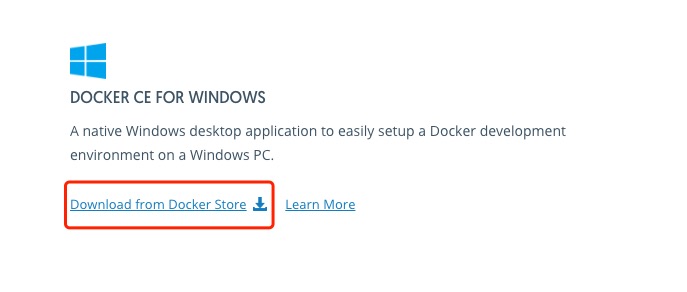 DOCKER CE FOR WINDOWS
A native Windows desktop application to easily setup a Docker development
environment on a Windows PC.
Download from Docker Store Learn More